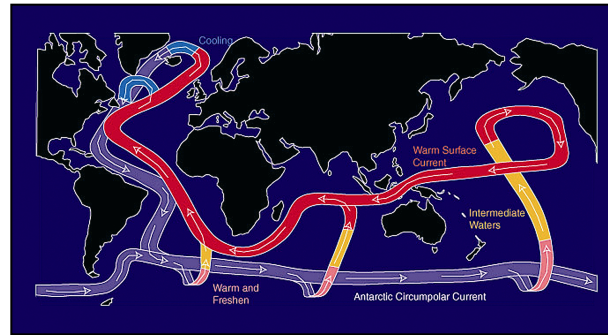 Cooling
Warm Surface
Current
Intermediate
Waters
Warm and
Freshen
Antarctic Circumpolar Current